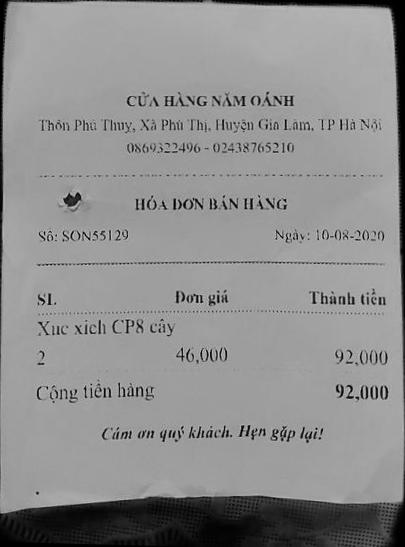 CỬA HÀNG NĂM OÁNH
Thôn Phú Thụy, Xã Phú Thị, Huyện Gia Lâm, TP Hà Nội
0869322496 - 02438765210
HÓA ĐƠN BÁN HÀNG
Số: SON55129 Ngày: 10-08-2020
SL Đơn giá Thành tiền
Xuc xich CP8 cây
2 46,000 92,000
Cộng tiền hàng 92,000
Cám ơn quý khách. Hẹn gặp lại!